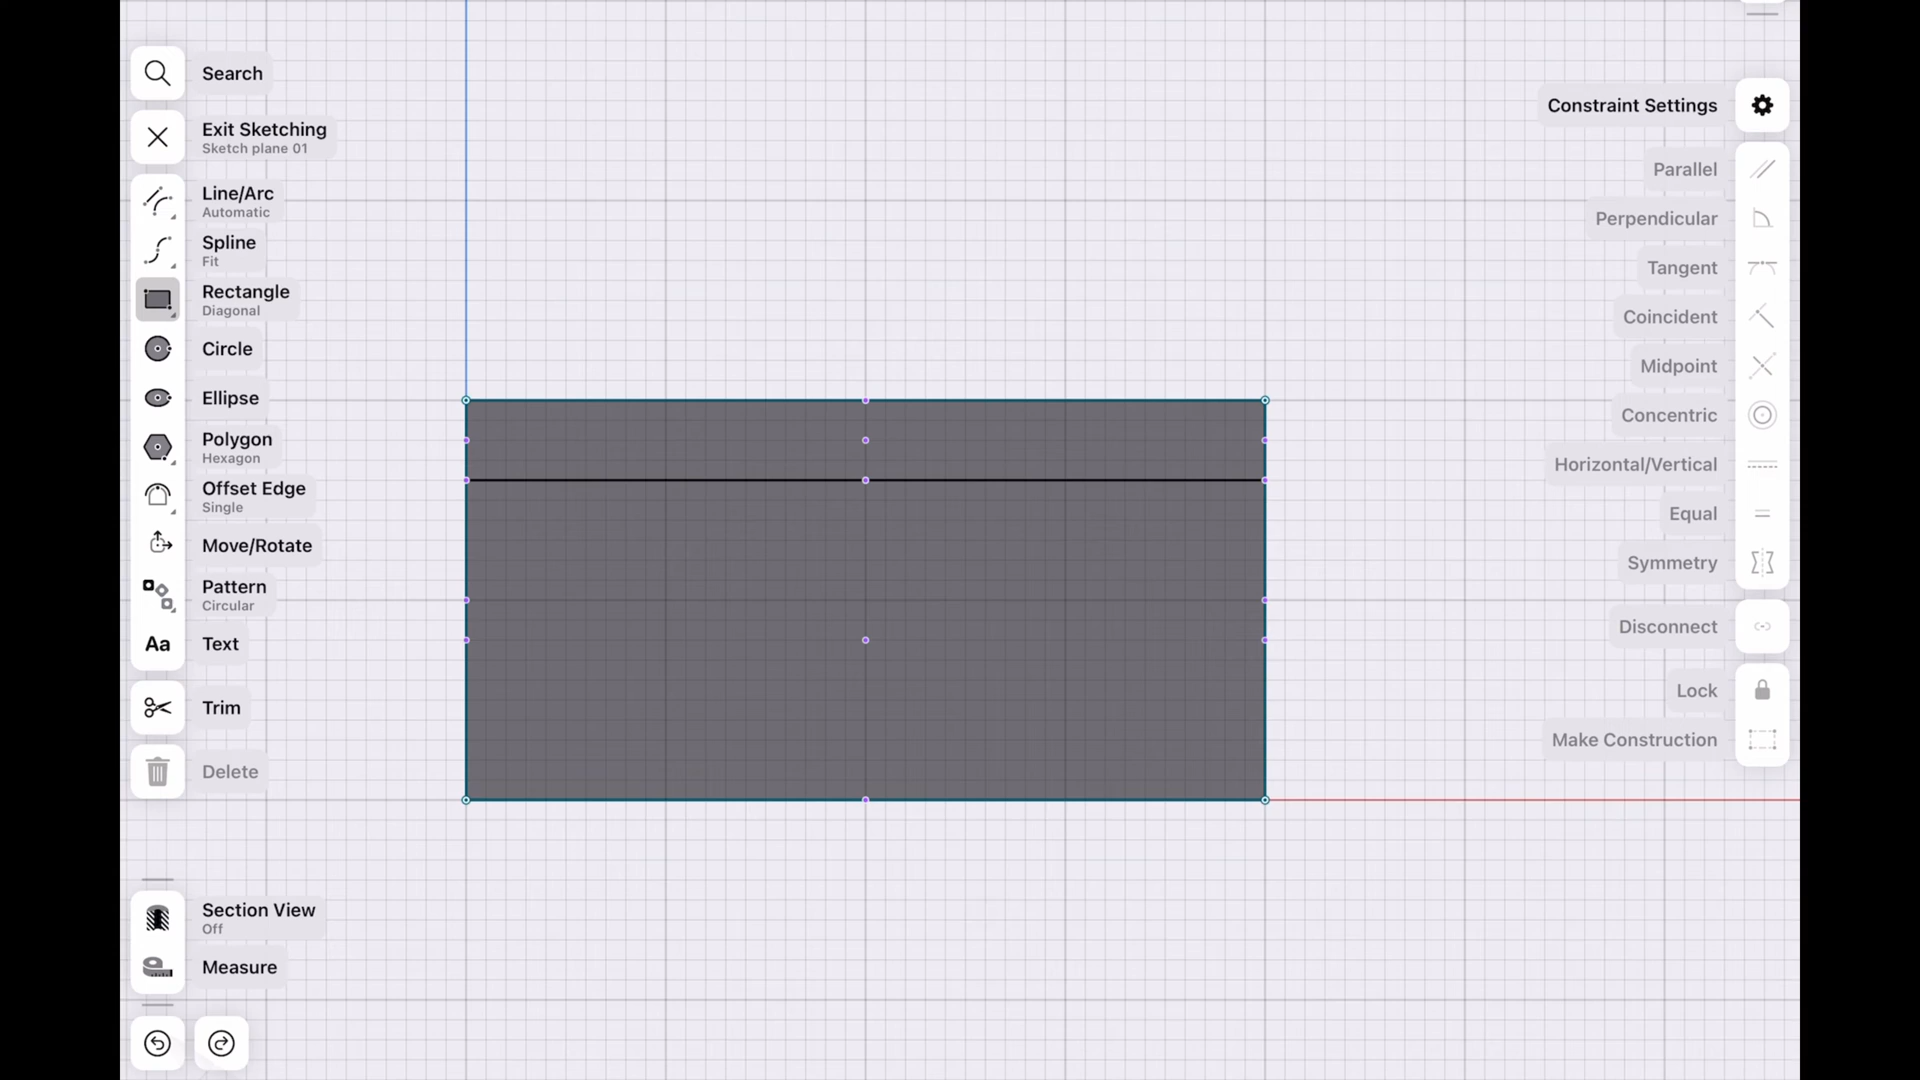 Search
Exit Sketching
Sketch plane 01
Line/Arc
Automatic
Spline
Fit
Rectangle
Diagonal
Circle
Ellipse
Polygon
Hexagon
Offset Edge
Single
Move/Rotate
Pattern
Circular
Aa Text
Trim
Delete
Section View
Off
Measure
Constraint Settings
Parallel
Perpendicular
Tangent
Coincident
Midpoint
Concentric
Horizontal/Vertical
Equal
Symmetry
Disconnect
Lock
Make Construction